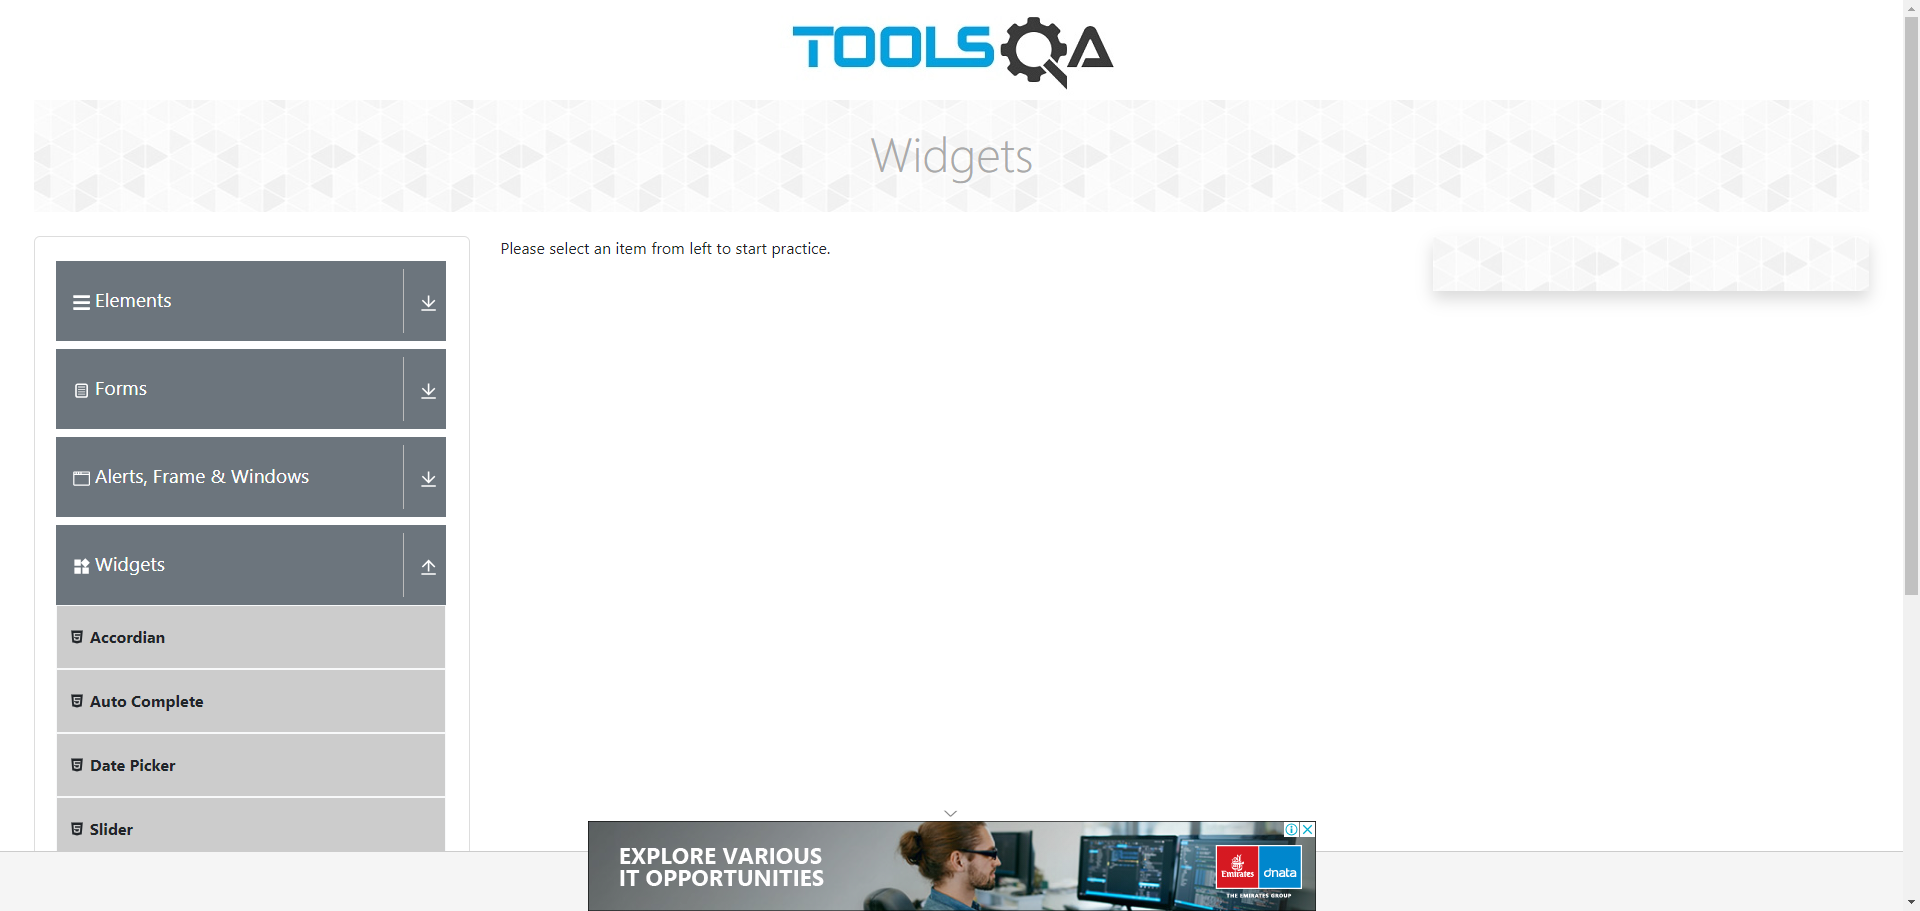 TOOLSQA
Widgets
Elements
Forms
Alerts, Frame & Windows
Widgets
Accordian
Auto Complete
Date Picker
Slider
Please select an item from left to start practice.
EXPLORE VARIOUS
IT OPPORTUNITIES
Emirates
dnata
THE EMIRATES GROUP